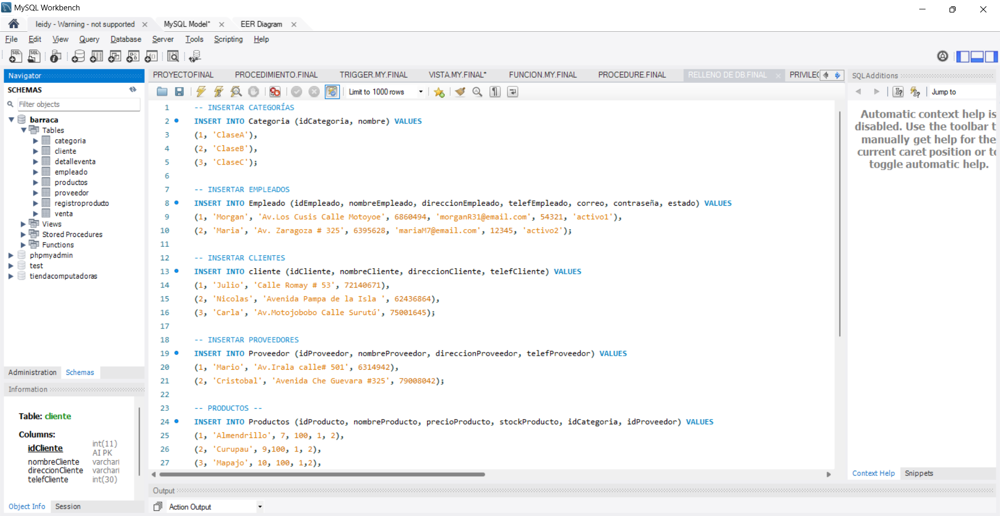 MySQL Workbench
leidy - Warning - not supported
MySQL Model*
EER Diagram
File Edit View Query Database Server Tools Scripting Help
Navigator
SCHEMAS
Filter objects
barraca
Tables
categoria
cliente
detalleventa
empleado
productos
proveedor
registroproducto
venta
Views
Stored Procedures
Functions
phpmyadmin
test
tiendacomputadoras
Administration Schemas
Information
Table: cliente
Columns:
idCliente int(11) AI PK
nombreCliente varchar
direccionCliente varchar
telefCliente int(30)
Object Info Session
PROYECTOFINAL PROCEDIMIENTO.FINAL TRIGGER.MY.FINAL VISTA.MY.FINAL* FUNCION.MY.FINAL PROCEDURE.FINAL RELLENO DE DB.FINAL PRIVILEC
Limit to 1000 rows
1 -- INSERTAR CATEGORÍAS
2 INSERT INTO Categoria (idCategoria, nombre) VALUES
3 (1, 'ClaseA'),
4 (2, 'ClaseB'),
5 (3, 'ClaseC');
6
7 -- INSERTAR EMPLEADOS
8 INSERT INTO Empleado (idEmpleado, nombreEmpleado, direccionEmpleado, telefEmpleado, correo, contraseña, estado) VALUES
9 (1, 'Morgan', 'Av.Los Cusis Calle Motoyoe', 6860494, 'morganR31@email.com', 54321, 'activo1'),
10 (2, 'Maria', 'Av. Zaragoza # 325', 6395628, 'mariaM7@email.com', 12345, 'activo2');
11
12 -- INSERTAR CLIENTES
13 INSERT INTO cliente (idCliente, nombreCliente, direccionCliente, telefCliente) VALUES
14 (1, 'Julio', 'Calle Romay # 53', 72140671),
15 (2, 'Nicolas', 'Avenida Pampa de la Isla ', 62436864),
16 (3, 'Carla', 'Av.Motojobobo Calle Surutú', 75001645);
17
18 -- INSERTAR PROVEEDORES
19 INSERT INTO Proveedor (idProveedor, nombreProveedor, direccionProveedor, telefProveedor) VALUES
20 (1, 'Mario', 'Av.Irala calle# 501', 6314942),
21 (2, 'Cristobal', 'Avenida Che Guevara #325', 79008042);
22
23 -- PRODUCTOS --
24 INSERT INTO Productos (idProducto, nombreProducto, precioProducto, stockProducto, idCategoria, idProveedor) VALUES
25 (1, 'Almendrillo', 7, 100, 1, 2),
26 (2, 'Curupau', 9,100, 1, 2),
27 (3, 'Mapajo', 10, 100, 1,2),
Output
Action Output
SQLAdditions
Jump to
Automatic context help is
disabled. Use the toolbar t
manually get help for the
current caret position or to
toggle automatic help.
Context Help Snippets